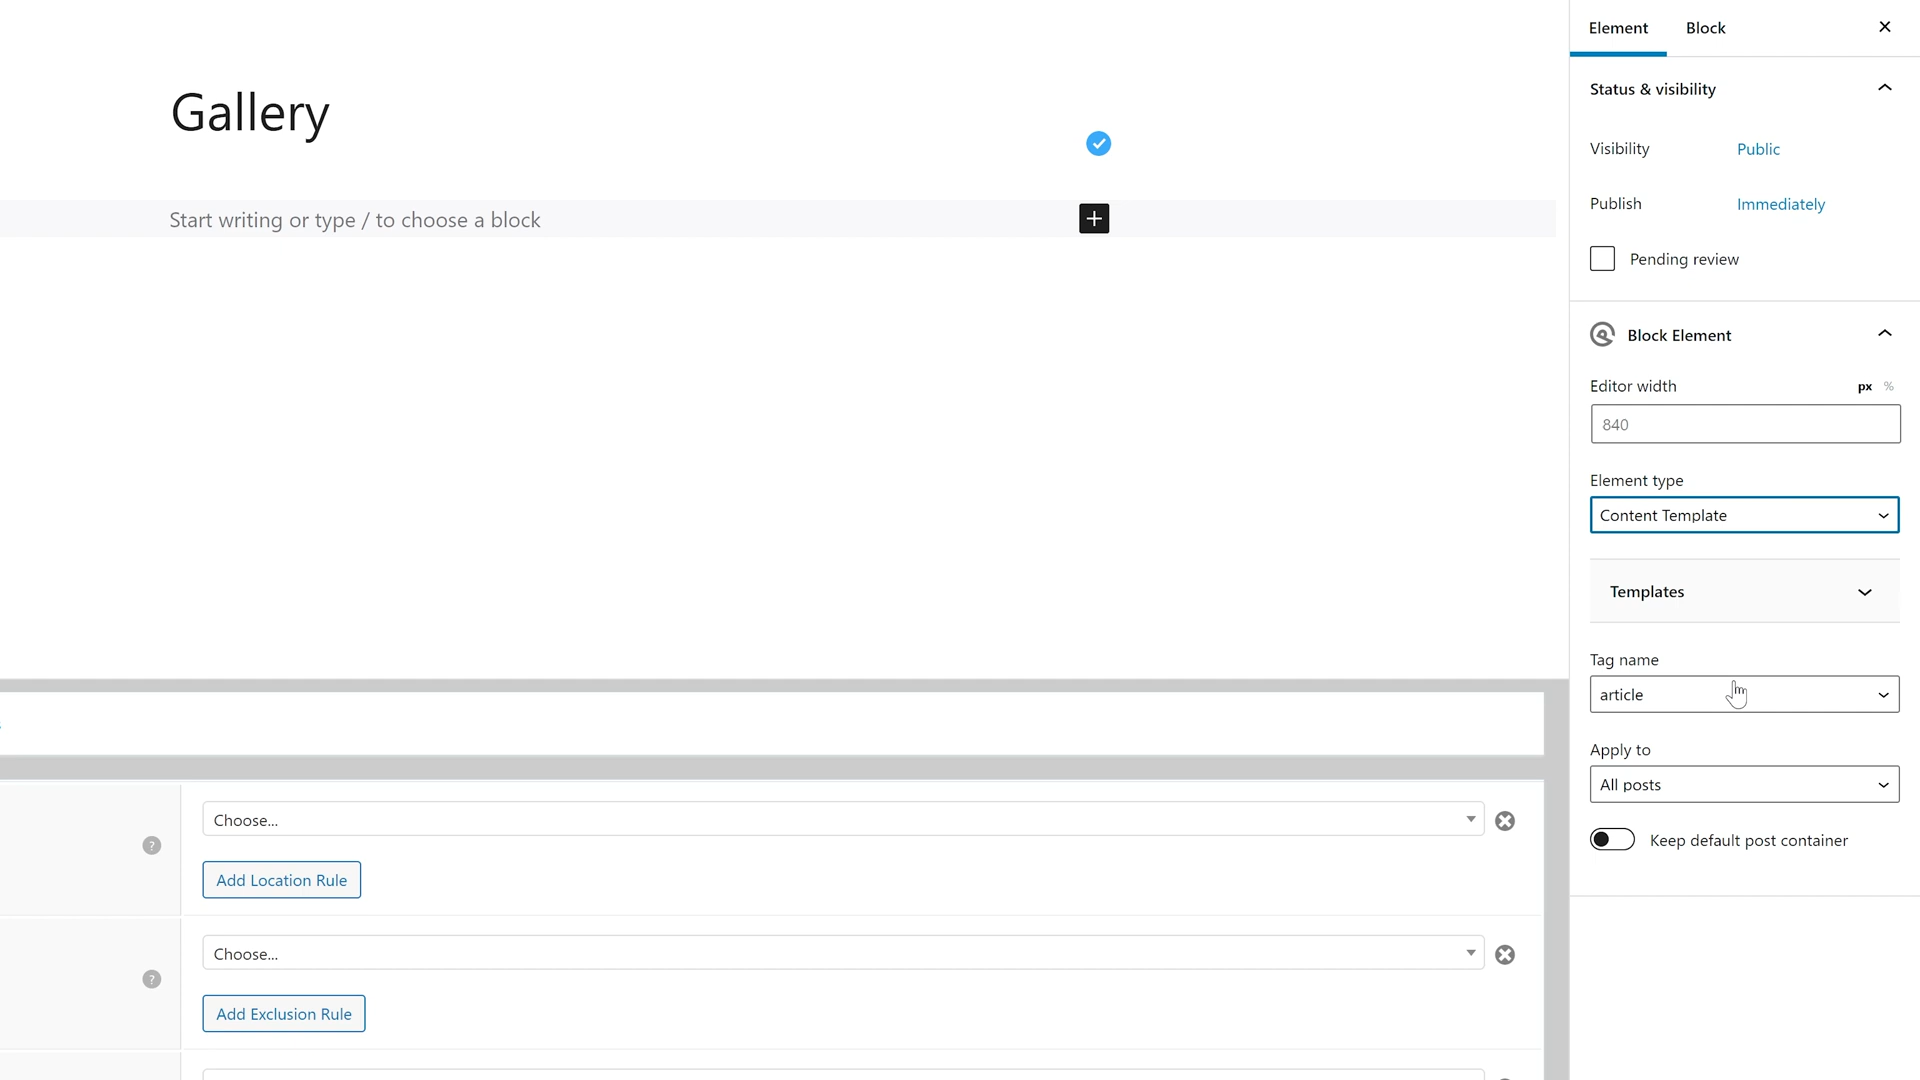 Element
Block
Status & visibility
Visibility
Public
Publish
Immediately
Pending review
Block Element
Editor width
px
%
840
Element type
Content Template
Templates
Tag name
article
Apply to
All posts
Keep default post container
Gallery
Start writing or type / to choose a block
?
Choose...
Add Location Rule
?
Choose...
Add Exclusion Rule